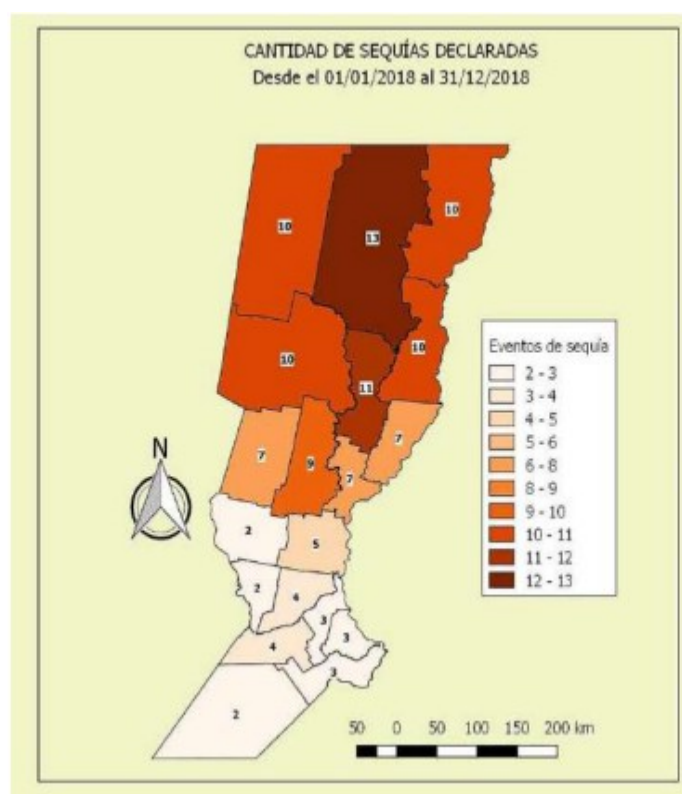 CANTIDAD DE SEQUÍAS DECLARADAS
Desde el 01/01/2018 al 31/12/2018
10
13
10
10
10
11
7
9
7
7
2
5
2
4
3
3
4
3
2
N
Eventos de sequía
2 - 3
3 - 4
4 - 5
5 - 6
6 - 8
8 - 9
9 - 10
10 - 11
11 - 12
12 - 13
50 0 50 100 150 200 km